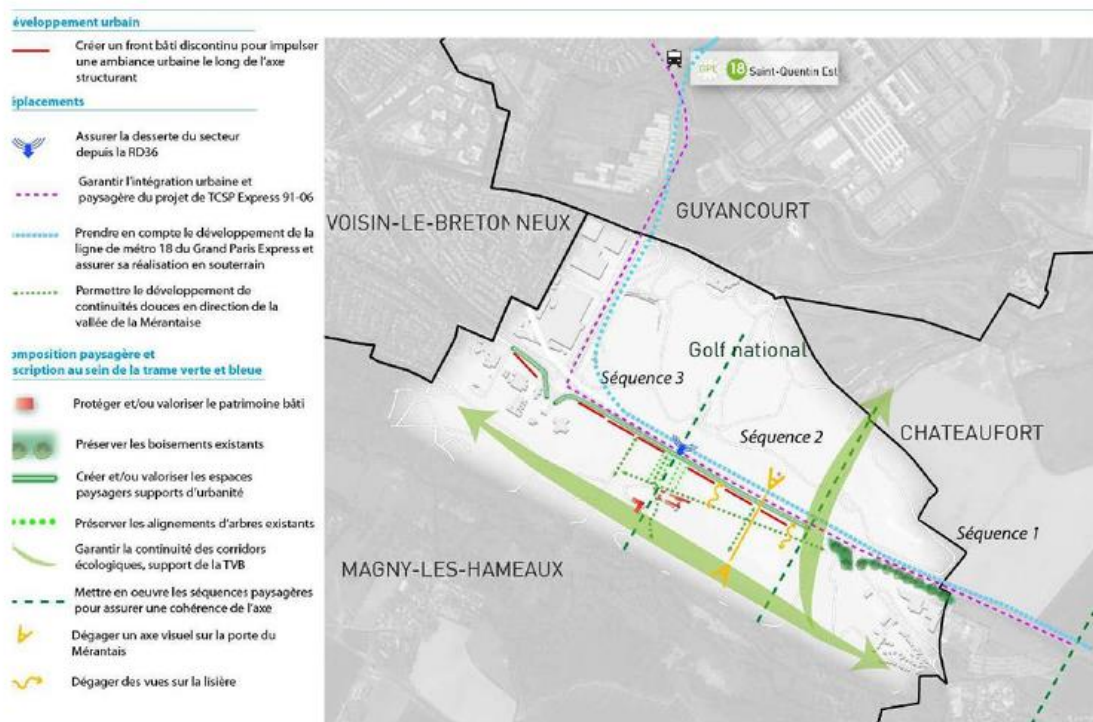 éveloppement urbain
Créer un front bâti discontinu pour impulser
une ambiance urbaine le long de l'axe
structurant
éplacements
Assurer la desserte du secteur
depuis la RD36
Garantir l'intégration urbaine et
paysagère du projet de TCSP Express 91-06
Prendre en compte le développement de la
ligne de métro 18 du Grand Paris Express et
assurer sa réalisation en souterrain
Permettre le développement de
continuités douces en direction de la
vallée de la Mérantaise
omposition paysagère et
scription au sein de la trame verte et bleue
Protéger et/ou valoriser le patrimoine bâti
Préserver les boisements existants
Créer et/ou valoriser les espaces
paysagers supports d'urbanité
Préserver les alignements d'arbres existants
Garantir la continuité des corridors
écologiques, support de la TVB
Mettre en oeuvre les séquences paysagères
pour assurer une cohérence de l'axe
Dégager un axe visuel sur la porte du
Mérantais
Dégager des vues sur la lisière
18 Saint-Quentin Est
VOISIN-LE-BRETONNEUX
GUYANCOURT
Golf national
Séquence 3
Séquence 2
CHATEAUFORT
Séquence 1
MAGNY-LES-HAMEAUX